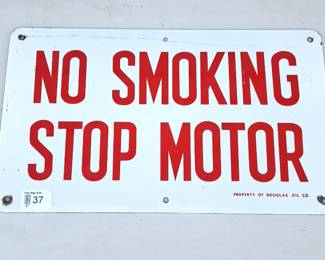 NO SMOKING
STOP MOTOR
37
PROPERTY OF DOUGLAS OIL CO.